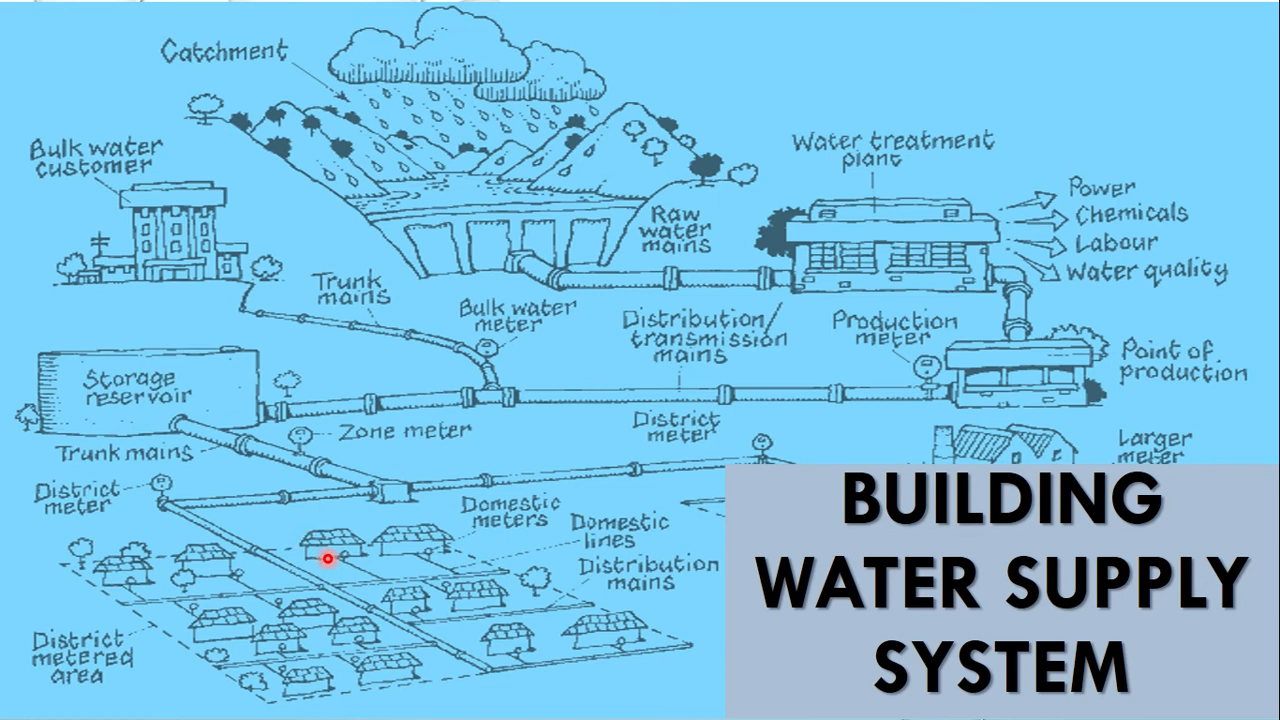 Catchment
Bulk water
customer
Water treatment
plant
Power
Chemicals
Labour
Water quality
Raw
water
mains
Trunk
mains
Bulk water
meter
Distribution/
transmission
mains
Production
meter
Point of
production
Storage
reservoir
Zone meter
District
meter
Trunk mains
Larger
meter
District
meter
Domestic
meters
Domestic
lines
Distribution
mains
District
metered
area
BUILDING
WATER SUPPLY
SYSTEM